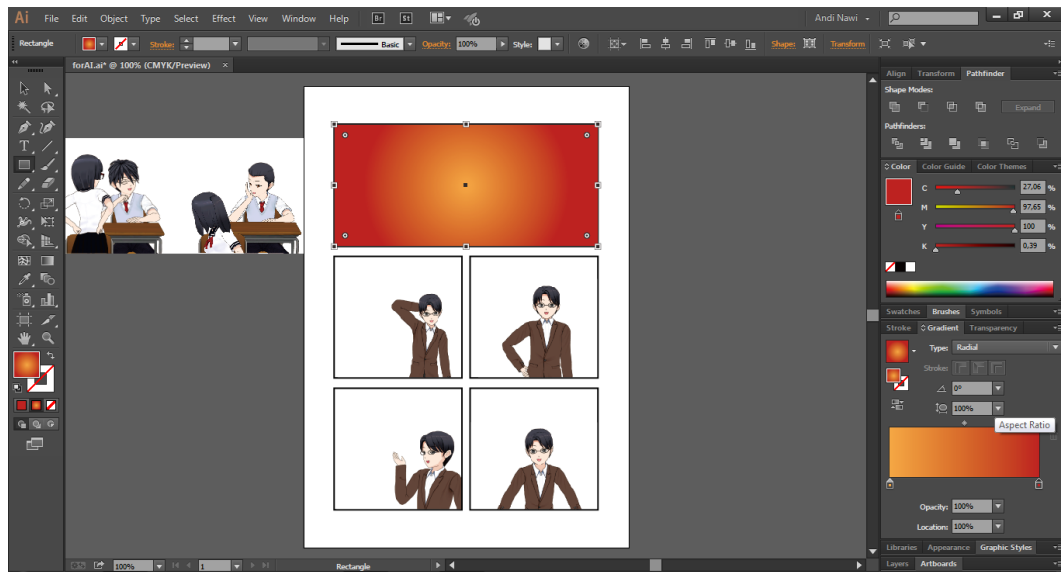 Ai File Edit Object Type Select Effect View Window Help Br St Andi Nawi
Rectangle Stroke: Basic Opacity: 100% Style: Shape: Transform
forAI.ai* @ 100% (CMYK/Preview) ×
Align Transform Pathfinder
Shape Modes:
Expand
Pathfinders:
Color Color Guide Color Themes
C 27,06 %
M 97,65 %
Y 100 %
K 0,39 %
Swatches Brushes Symbols
Stroke Gradient Transparency
Type: Radial
Stroke:
0°
100%
Aspect Ratio
Opacity: 100%
Location: 100%
Libraries Appearance Graphic Styles
Layers Artboards
100% 1 Rectangle